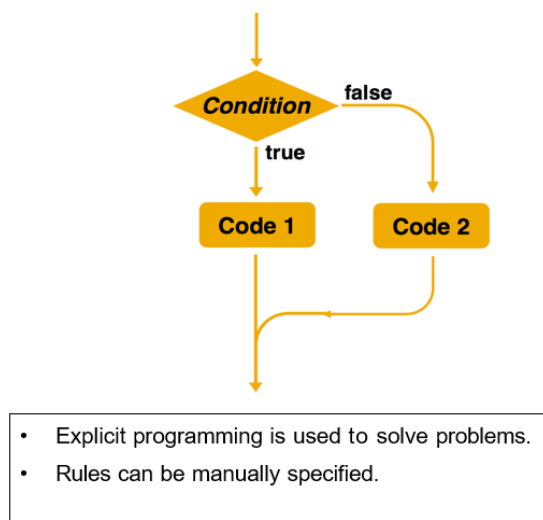 Condition
false
true
Code 1
Code 2
• Explicit programming is used to solve problems.
• Rules can be manually specified.